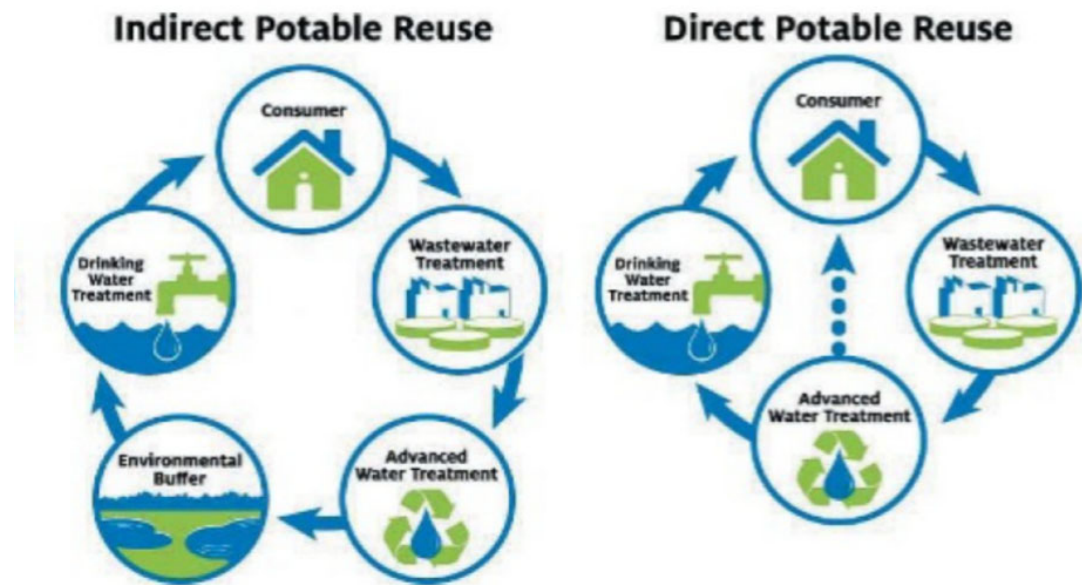 Indirect Potable Reuse
Consumer
Wastewater
Treatment
Advanced
Water Treatment
Environmental
Buffer
Drinking
Water
Treatment
Direct Potable Reuse
Consumer
Wastewater
Treatment
Advanced
Water Treatment
Drinking
Water
Treatment